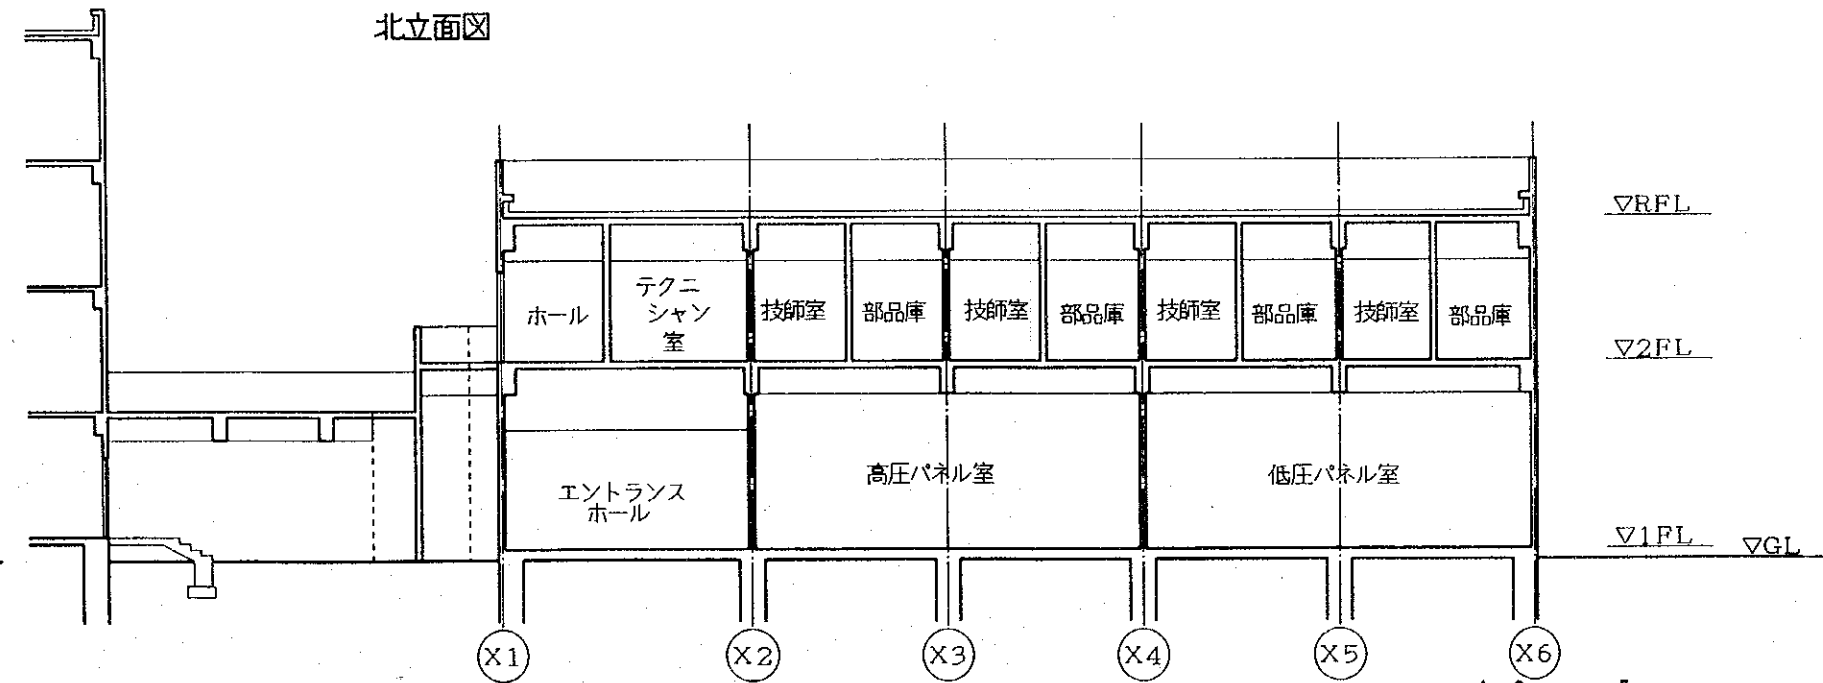 北立面図
▽RFL
ホール
テクニ
シャン
室
技師室
部品庫
技師室
部品庫
技師室
部品庫
技師室
部品庫
▽2FL
エントランス
ホール
高圧パネル室
低圧パネル室
▽1FL
▽GL
X1
X2
X3
X4
X5
X6